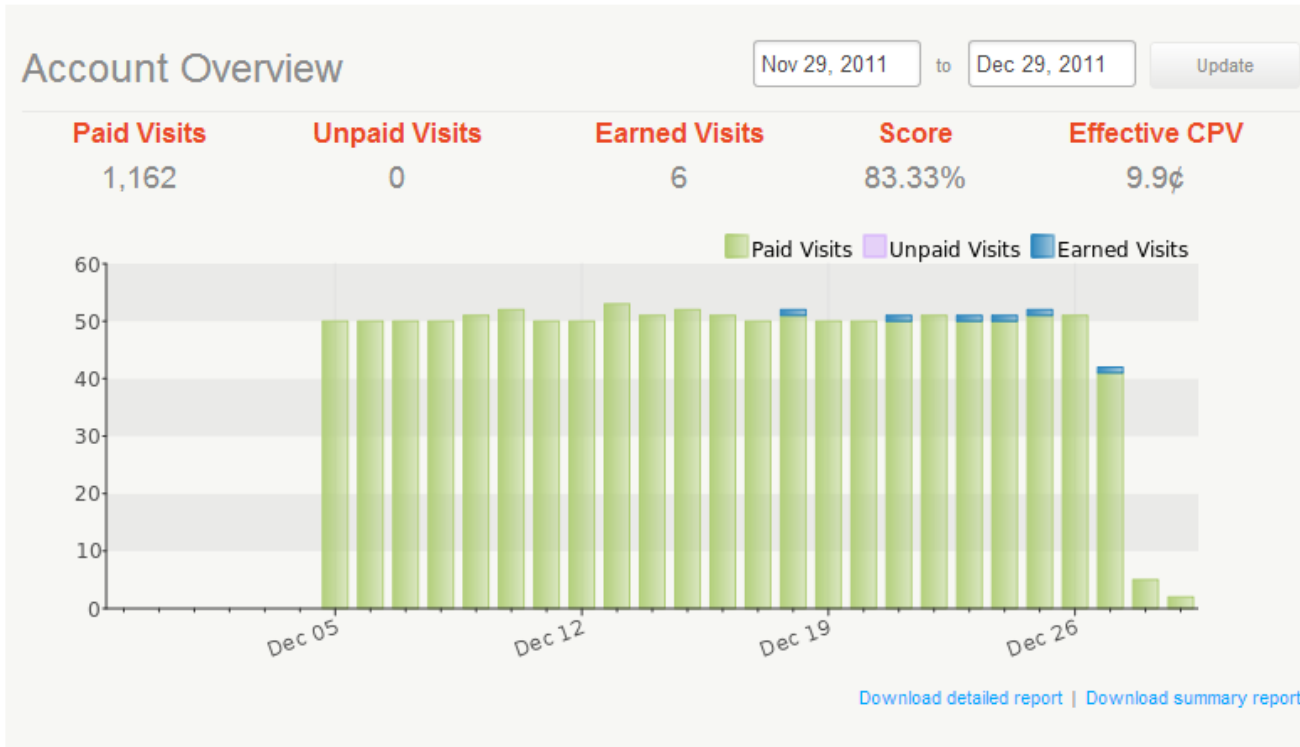 Account Overview
Nov 29, 2011 to Dec 29, 2011 Update
Paid Visits Unpaid Visits Earned Visits Score Effective CPV
1,162 0 6 83.33% 9.9¢
Paid Visits Unpaid Visits Earned Visits
60
50
40
30
20
10
0
Dec 05 Dec 12 Dec 19 Dec 26
Download detailed report | Download summary report